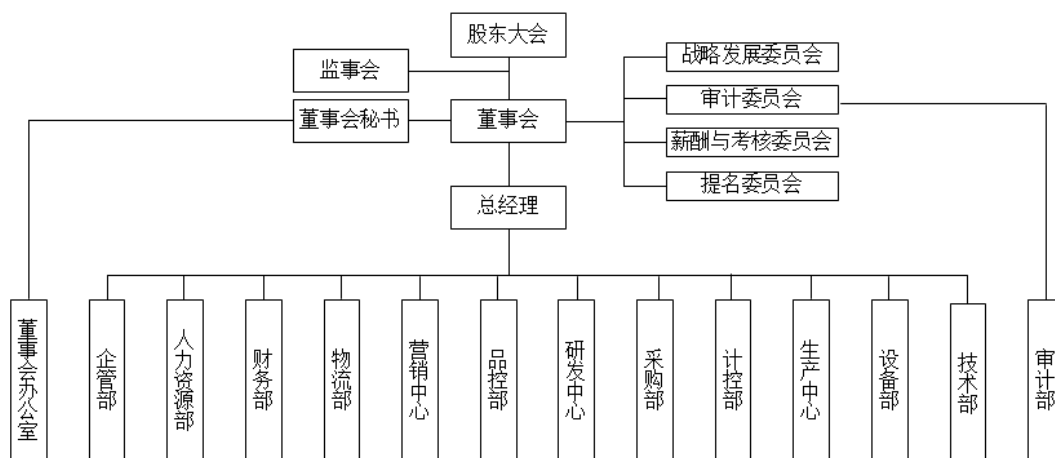 股东大会
战略发展委员会
监事会
审计委员会
董事会秘书
董事会
薪酬与考核委员会
提名委员会
总经理
董事会办公室
企管部
人力资源部
财务部
物流部
营销中心
品控部
研发中心
采购部
计控部
生产中心
设备部
技术部
审计部